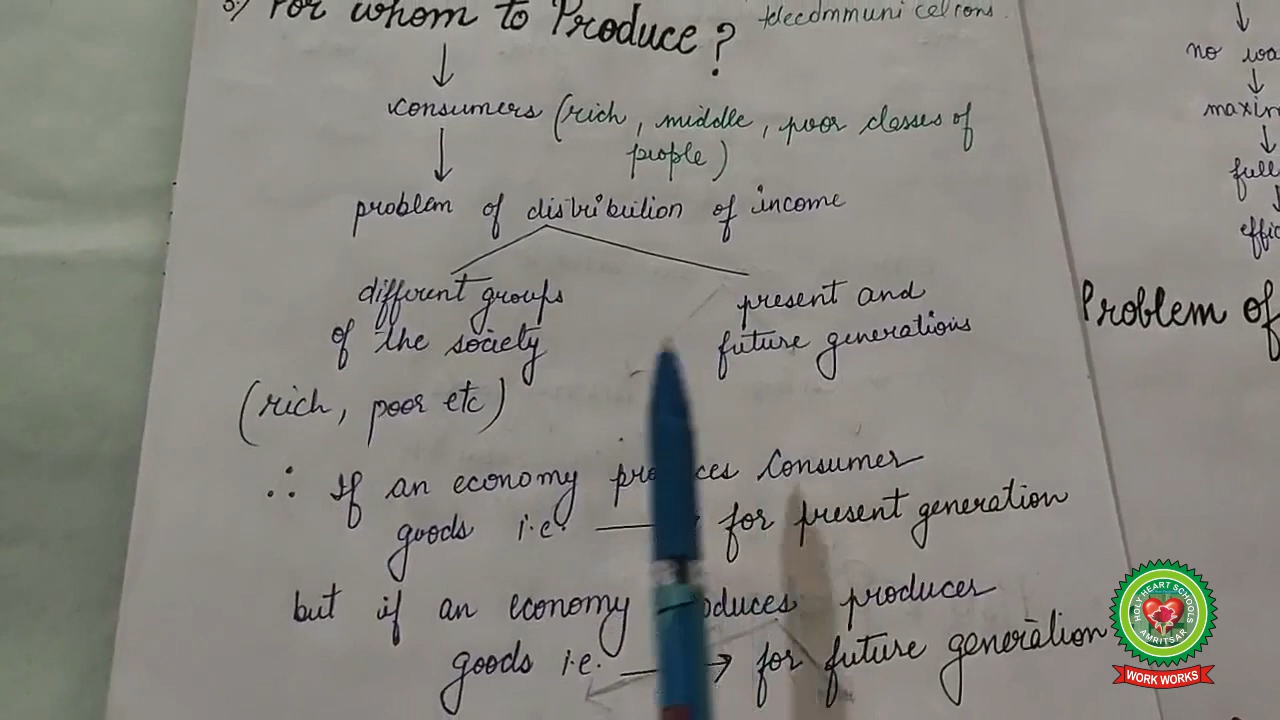 3.) For whom to Produce?
telecommunications
consumers (rich, middle, poor classes of
people)
problem of distribution of income
different groups
of the society
(rich, poor etc)
present and
future generations
∴ If an economy produces Consumer
goods i.e. → for present generation
but if an economy produces producer
goods i.e. → for future generation
no
Problem of
HOLY HEART SCHOOLS
AMRITSAR
WORK WORKS